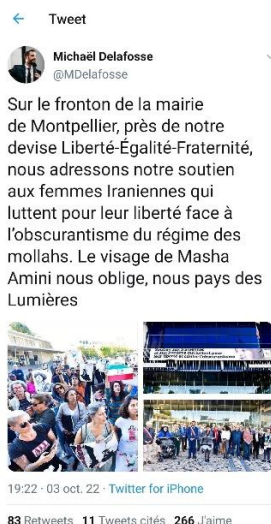 Tweet
Michaël Delafosse
@MDelafosse
Sur le fronton de la mairie
de Montpellier, près de notre
devise Liberté-Égalité-Fraternité,
nous adressons notre soutien
aux femmes Iraniennes qui
luttent pour leur liberté face à
l'obscurantisme du régime des
mollahs. Le visage de Masha
Amini nous oblige, nous pays des
Lumières
19:22 · 03 oct. 22 · Twitter for iPhone
83 Retweets 11 Tweets cités 266 J'aime